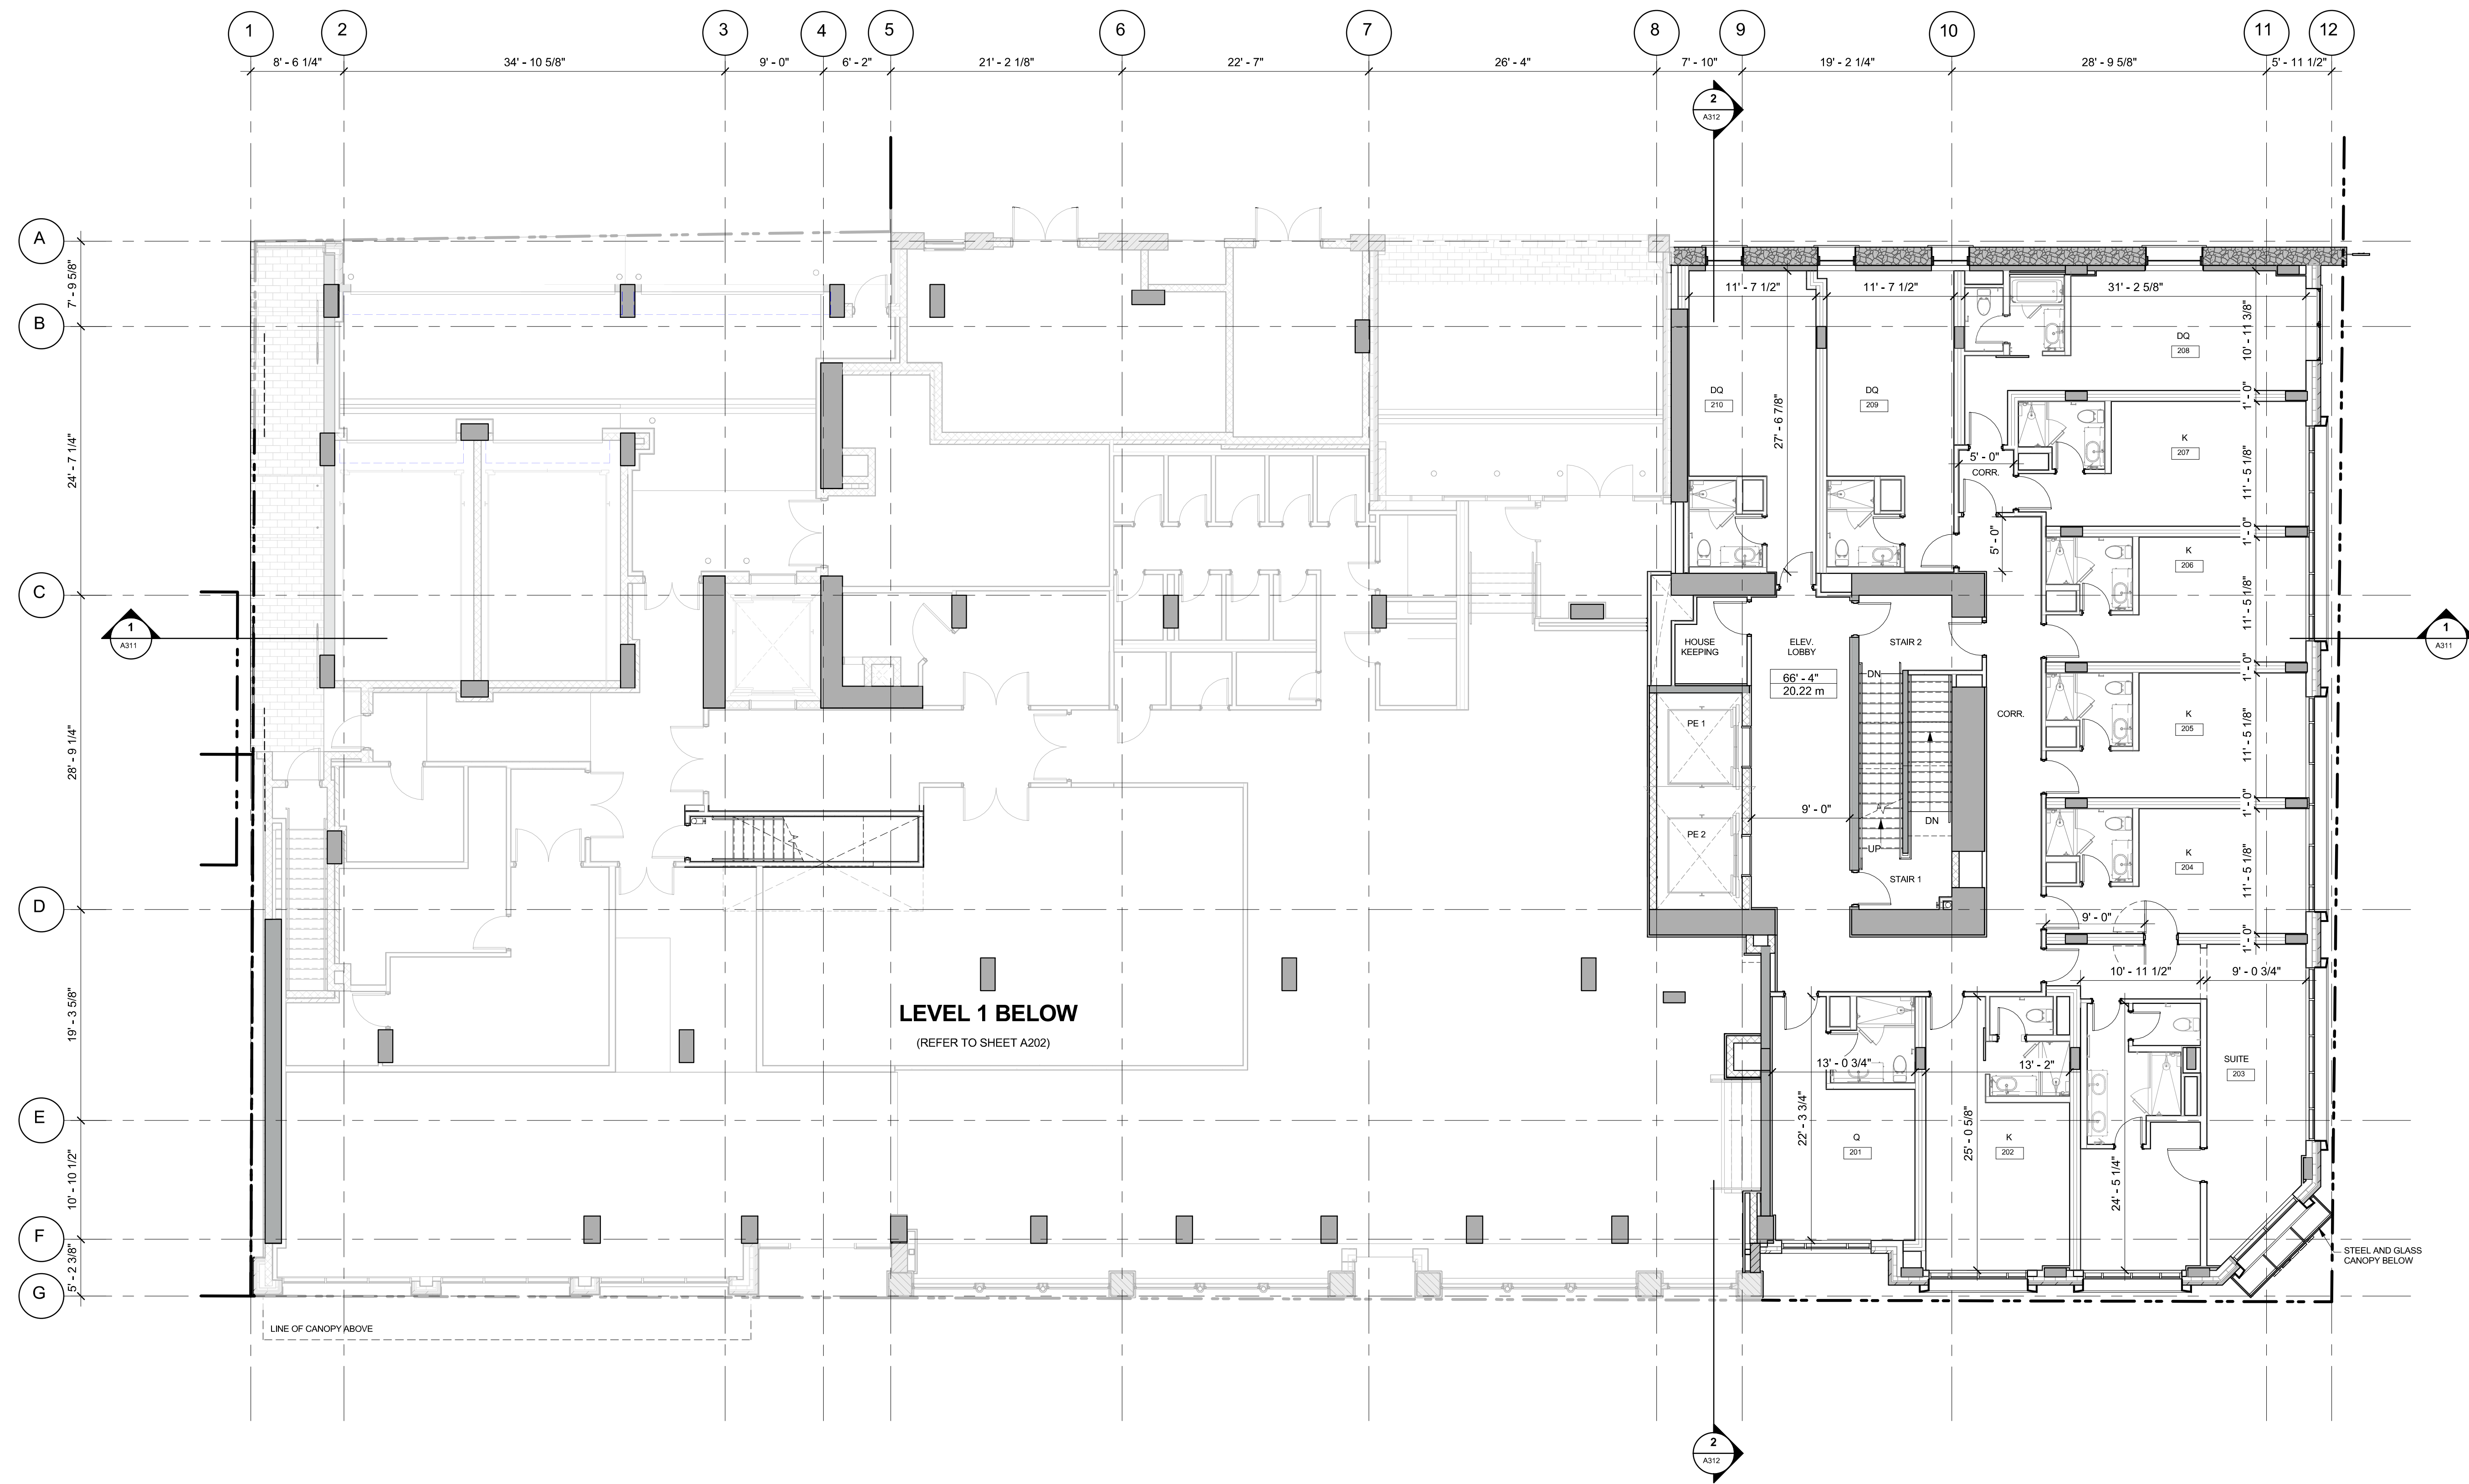 1 2 3 4 5 6 7 8 9 10 11 12
8' - 6 1/4" 34' - 10 5/8" 9' - 0" 6' - 2" 21' - 2 1/8" 22' - 7" 26' - 4" 7' - 10" 19' - 2 1/4" 28' - 9 5/8" 5' - 11 1/2"
2
A312
A
7' - 9 5/8"
B
24' - 7 1/4"
C
28' - 9 1/4"
D
19' - 3 5/8"
E
10' - 10 1/2"
F
5' - 2 3/8"
G
1
A311
11' - 7 1/2" 11' - 7 1/2" 31' - 2 5/8"
10' - 11 3/8"
DQ
208
1' - 0"
DQ
210
DQ
209
27' - 6 7/8"
K
207
11' - 5 1/8"
5' - 0"
CORR.
1' - 0"
5' - 0"
K
206
11' - 5 1/8"
HOUSE
KEEPING
ELEV.
LOBBY
STAIR 2
1
A311
1' - 0"
66' - 4"
20.22 m
DN
CORR.
K
205
11' - 5 1/8"
PE 1
1' - 0"
9' - 0"
DN
PE 2
UP
K
204
11' - 5 1/8"
STAIR 1
9' - 0"
1' - 0"
10' - 11 1/2" 9' - 0 3/4"
LEVEL 1 BELOW
(REFER TO SHEET A202)
13' - 0 3/4" 13' - 2"
SUITE
203
22' - 3 3/4"
Q
201
25' - 0 5/8"
K
202
24' - 5 1/4"
STEEL AND GLASS
CANOPY BELOW
LINE OF CANOPY ABOVE
2
A312